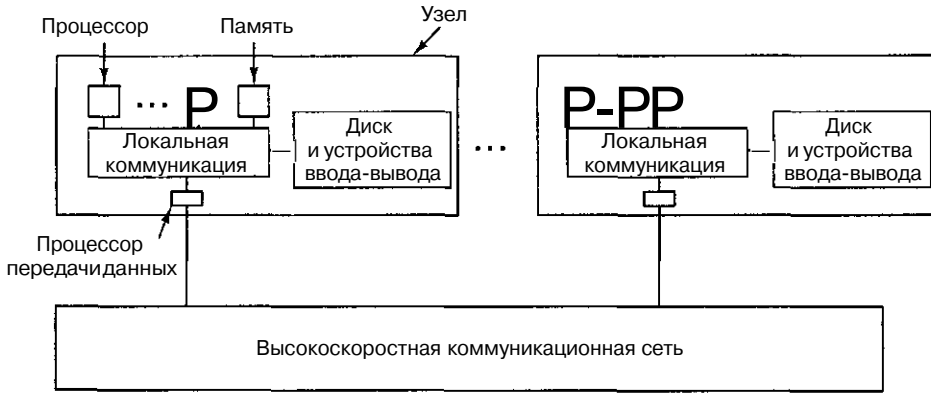 Узел
Процессор
Память
... Р
Локальная
коммуникация
Диск
и устройства
ввода-вывода
...
Р-РР
Локальная
коммуникация
Диск
и устройства
ввода-вывода
Процессор
передачиданных
Высокоскоростная коммуникационная сеть